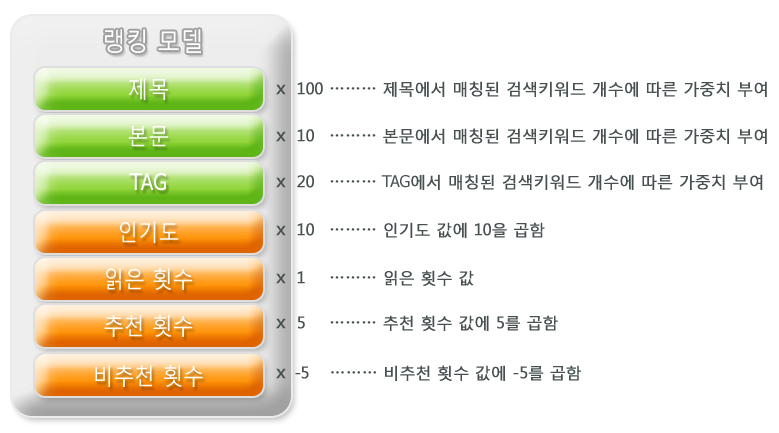 랭킹 모델
제목 x 100 ⋯⋯⋯ 제목에서 매칭된 검색키워드 개수에 따른 가중치 부여
본문 x 10 ⋯⋯⋯ 본문에서 매칭된 검색키워드 개수에 따른 가중치 부여
TAG x 20 ⋯⋯⋯ TAG에서 매칭된 검색키워드 개수에 따른 가중치 부여
인기도 x 10 ⋯⋯⋯ 인기도 값에 10을 곱함
읽은 횟수 x 1 ⋯⋯⋯ 읽은 횟수 값
추천 횟수 x 5 ⋯⋯⋯ 추천 횟수 값에 5를 곱함
비추천 횟수 x -5 ⋯⋯⋯ 비추천 횟수 값에 -5를 곱함